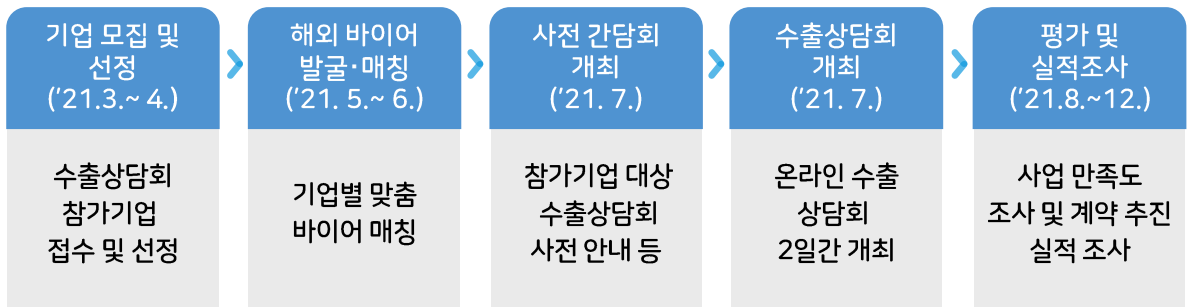 기업 모집 및
선정
(’21.3.~ 4.)
수출상담회
참가기업
접수 및 선정
해외 바이어
발굴·매칭
(’21. 5.~ 6.)
기업별 맞춤
바이어 매칭
사전 간담회
개최
(’21. 7.)
참가기업 대상
수출상담회
사전 안내 등
수출상담회
개최
(’21. 7.)
온라인 수출
상담회
2일간 개최
평가 및
실적조사
(’21.8.~12.)
사업 만족도
조사 및 계약 추진
실적 조사